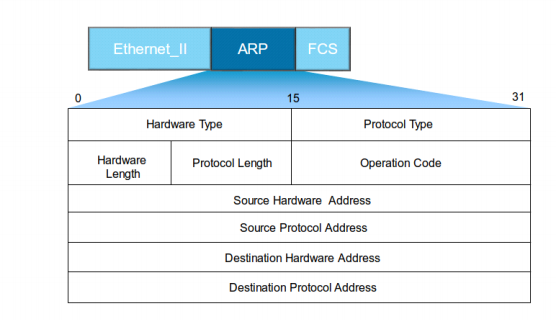 Ethernet_II ARP FCS
0 15 31
Hardware Type Protocol Type
Hardware
Length
Protocol Length Operation Code
Source Hardware Address
Source Protocol Address
Destination Hardware Address
Destination Protocol Address